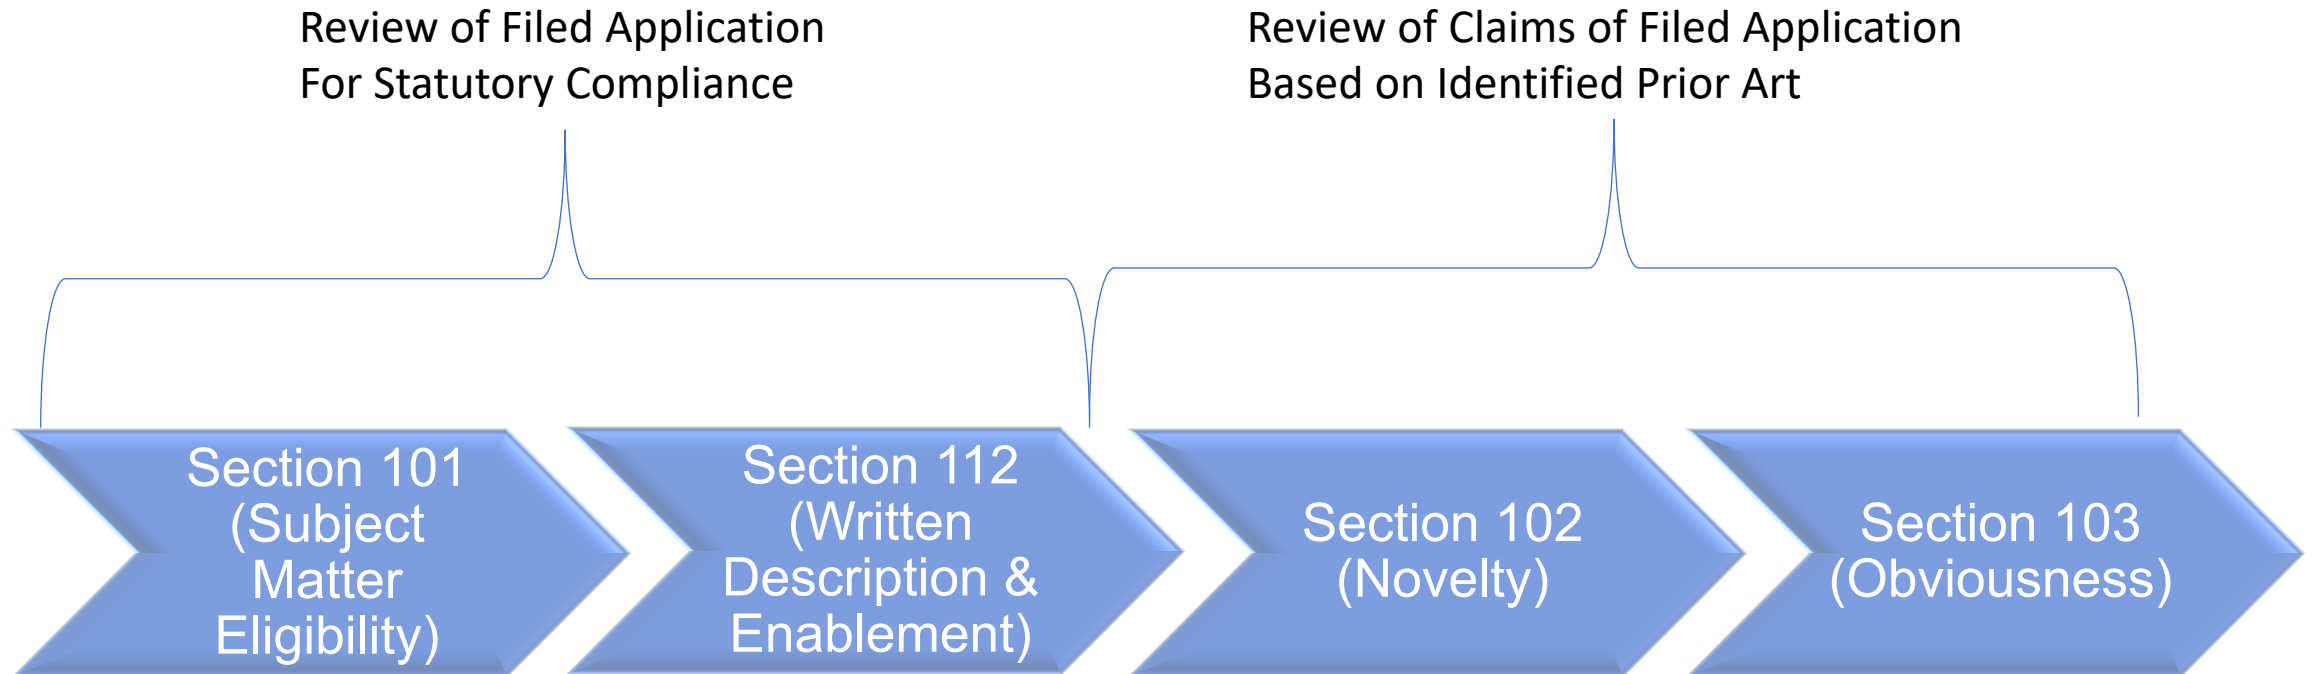 Review of Filed Application
For Statutory Compliance
Review of Claims of Filed Application
Based on Identified Prior Art
Section 101
(Subject
Matter
Eligibility)
Section 112
(Written
Description &
Enablement)
Section 102
(Novelty)
Section 103
(Obviousness)